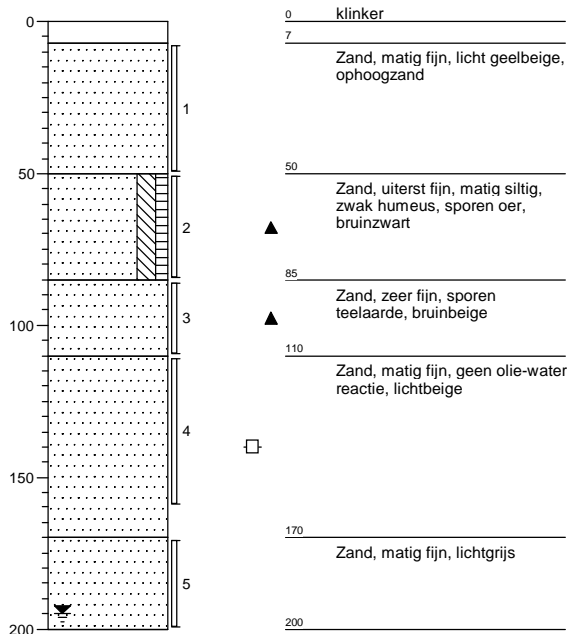 0
0
klinker
7
Zand, matig fijn, licht geelbeige,
ophoogzand
1
50
50
Zand, uiterst fijn, matig siltig,
zwak humeus, sporen oer,
bruinzwart
2
85
Zand, zeer fijn, sporen
teelaarde, bruinbeige
3
100
110
Zand, matig fijn, geen olie-water
reactie, lichtbeige
4
150
170
Zand, matig fijn, lichtgrijs
5
200
200